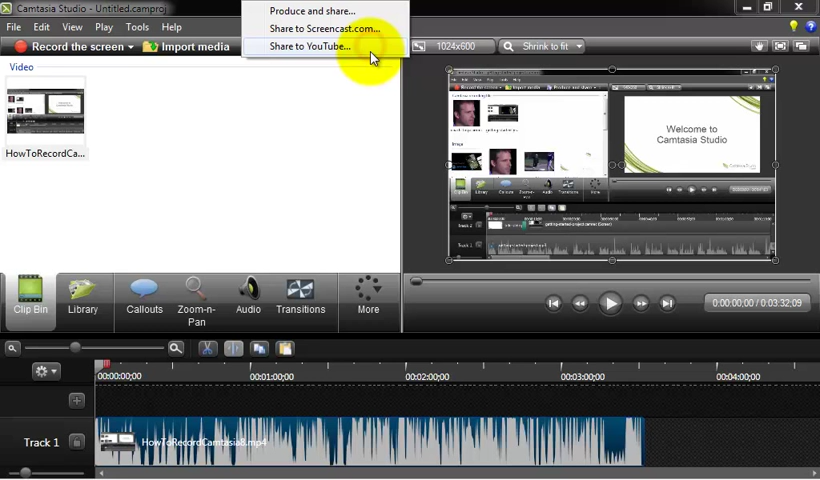 Camtasia Studio - Untitled.camproj
File Edit View Play Tools Help
Produce and share...
Share to Screencast.com...
Share to YouTube...
Record the screen
Import media
1024x600
Shrink to fit
Video
HowToRecordCa...
Welcome to
Camtasia Studio
Clip Bin
Library
Callouts
Zoom-n-
Pan
Audio
Transitions
More
0:00:00;00 / 0:03:32;09
00:00:00;00
00:01:00;00
00:02:00;00
00:03:00;00
00:04:00;00
Track 1
HowToRecordCamtasia8.mp4